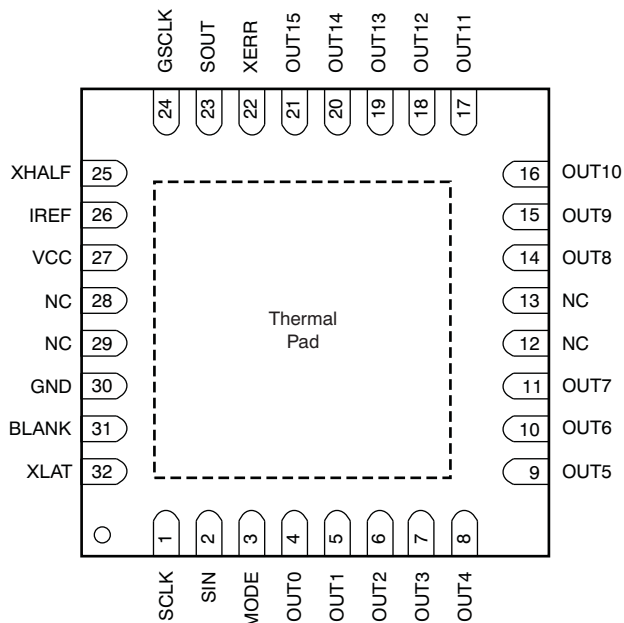 GSCLK
SOUT
XERR
OUT15
OUT14
OUT13
OUT12
OUT11
24
23
22
21
20
19
18
17
XHALF 25
16 OUT10
IREF 26
15 OUT9
VCC 27
14 OUT8
NC 28
13 NC
NC 29
12 NC
GND 30
11 OUT7
BLANK 31
10 OUT6
XLAT 32
9 OUT5
Thermal
Pad
1
2
3
4
5
6
7
8
SCLK
SIN
MODE
OUT0
OUT1
OUT2
OUT3
OUT4